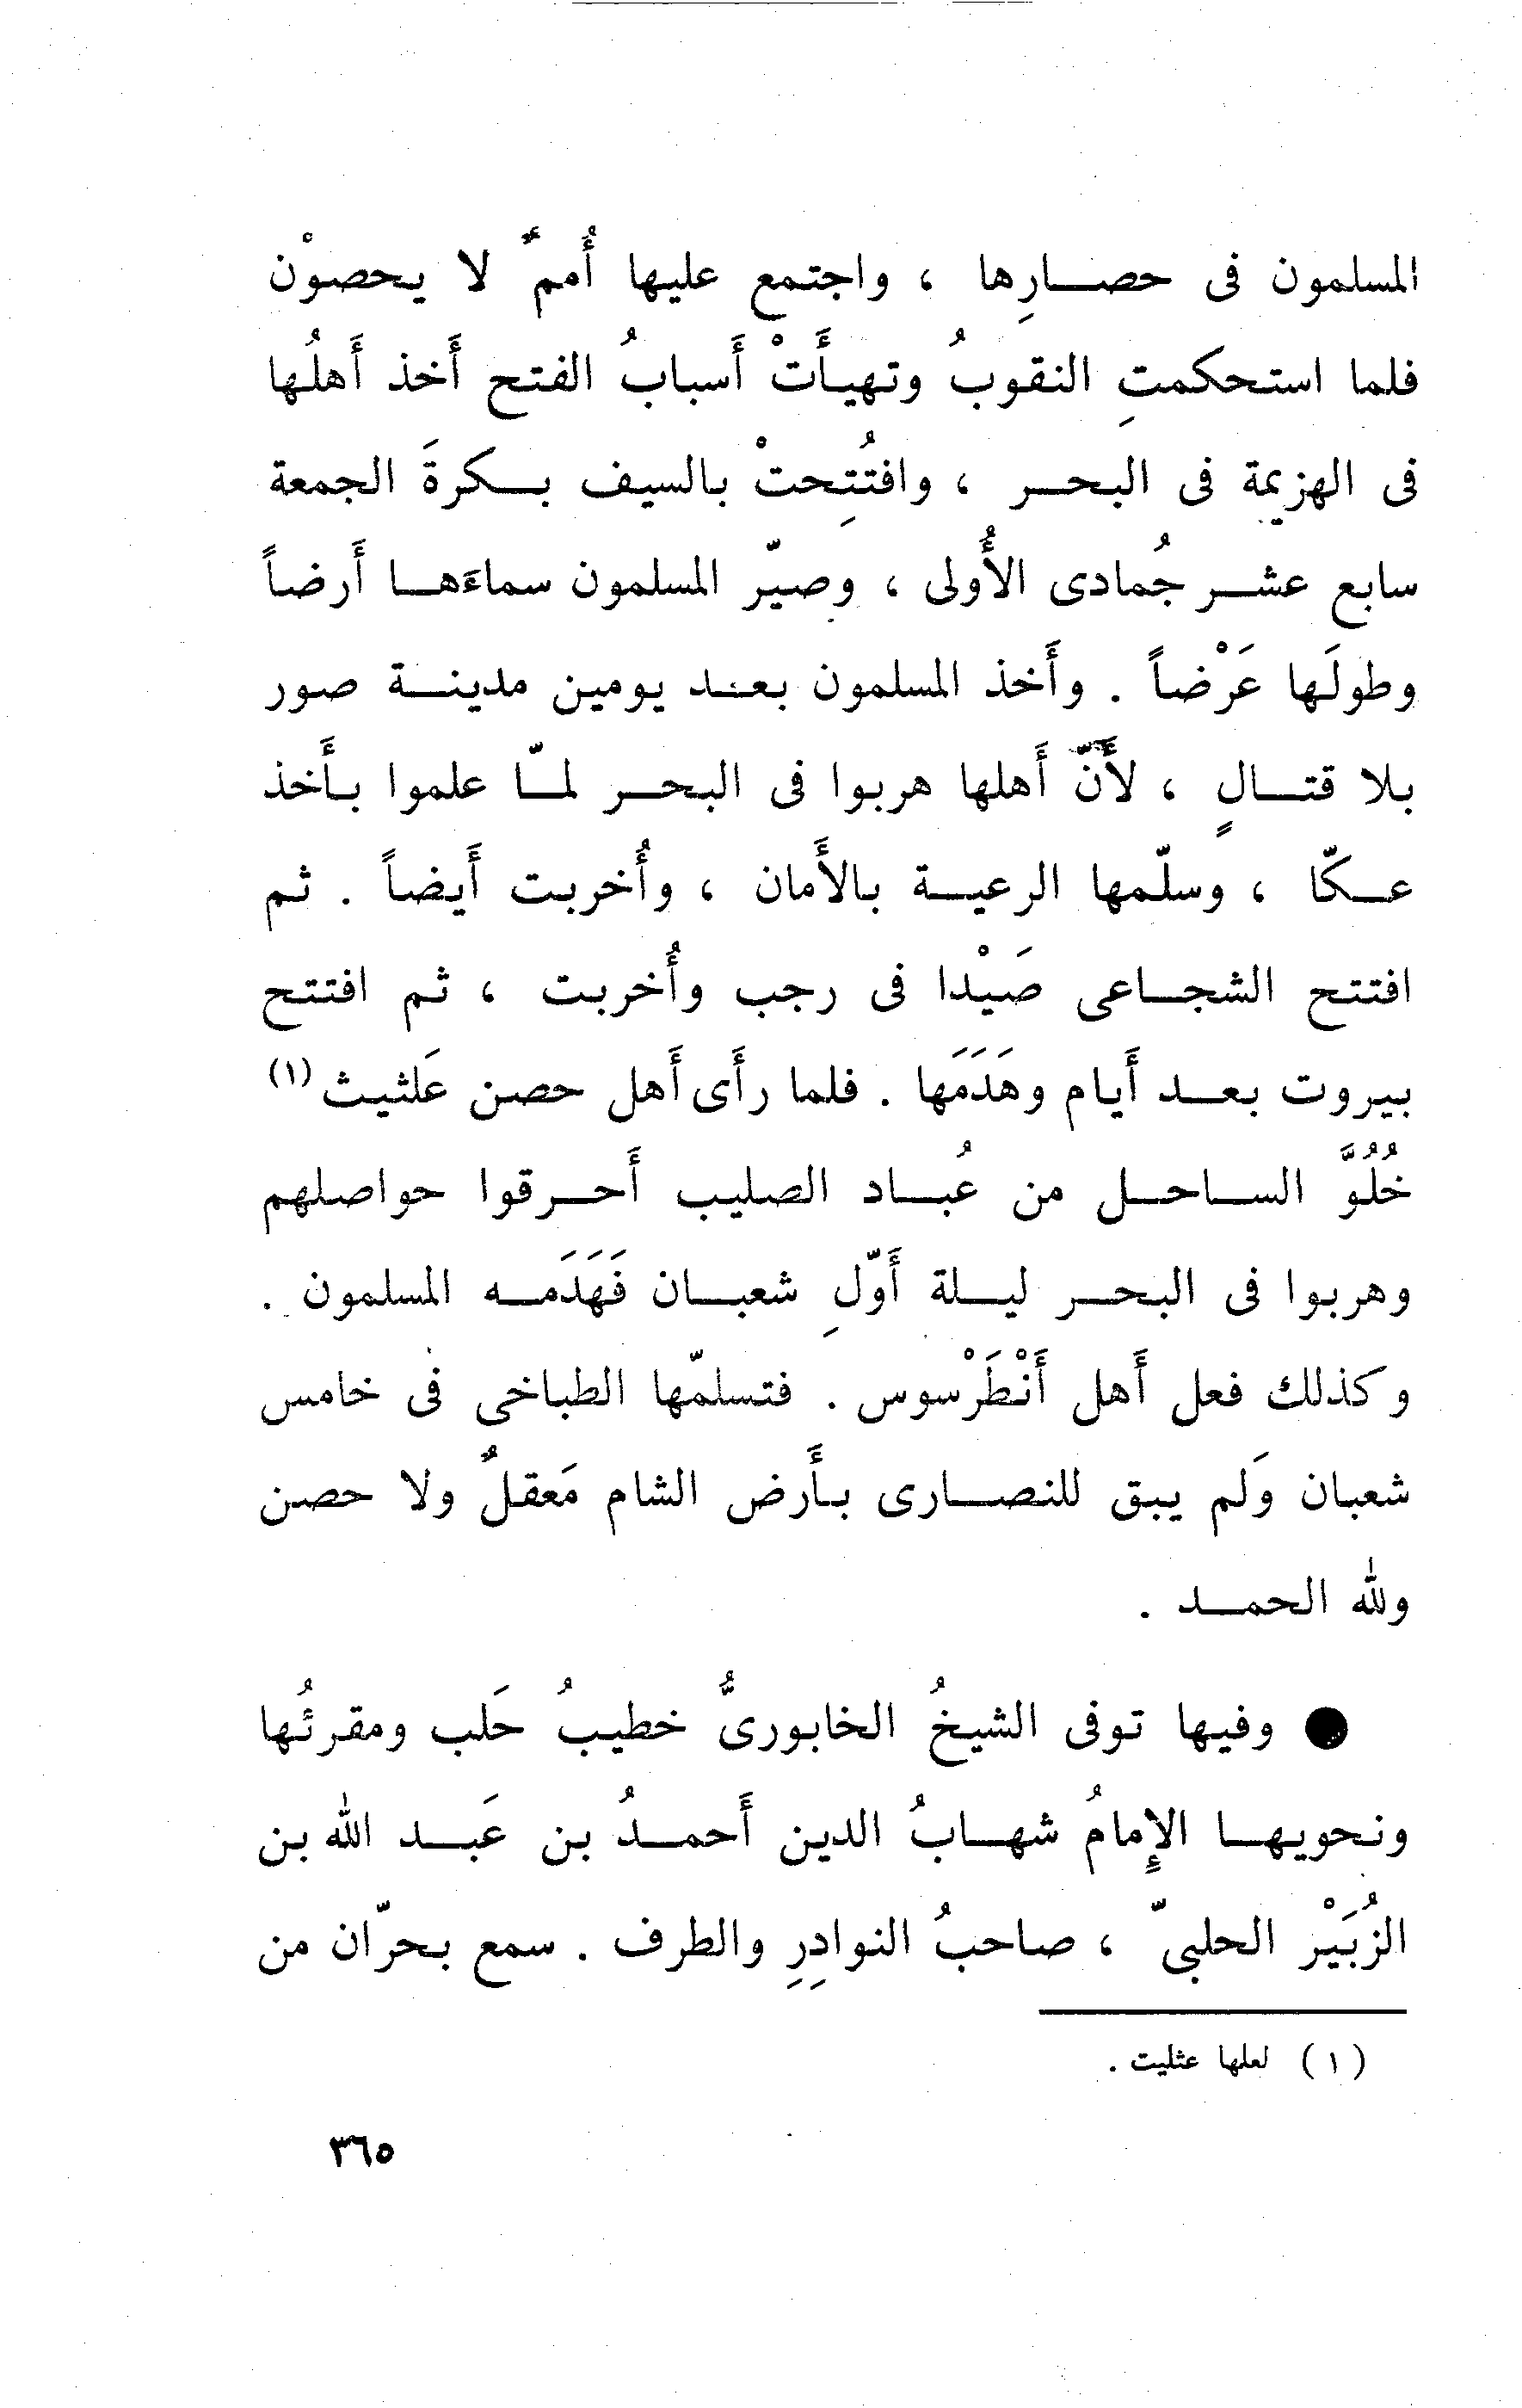 المسلمون فى حصارِها ، واجتمع عليها أُممٌ لا يحصوْن
فلما استحكمتِ النقوبُ وتهيأَتْ أَسبابُ الفتح أَخذ أَهلُها
فى الهزيمة فى البحر ، وافتُتِحتْ بالسيف بكرةَ الجمعة
سابع عشر جُمادى الأُولى ، وصيّر المسلمون سماءَها أَرضاً
وطولَها عَرْضاً . وأَخذ المسلمون بعد يومين مدينة صور
بلا قتالٍ ، لأَنّ أَهلها هربوا فى البحر لمّا علموا بأَخذ
عكّا ، وسلّمها الرعية بالأَمان ، وأُخربت أَيضاً . ثم
افتتح الشجاعى صَيْدا فى رجب وأُخربت ، ثم افتتح
بيروت بعد أَيام وهَدَمَها . فلما رأَى أَهل حصن عَلثيث (١)
خُلُوَّ الساحل من عُباد الصليب أَحرقوا حواصلهم
وهربوا فى البحر ليلة أَوّلِ شعبان فَهَدَمَه المسلمون .
وكذلك فعل أَهل أَنْطَرْسوس . فتسلمّها الطباخى فى خامس
شعبان وَلم يبق للنصارى بأَرض الشام مَعقلٌ ولا حصن
ولله الحمد .
● وفيها توفى الشيخُ الخابورىُّ خطيبُ حَلب ومقرئُها
ونحويها الإِمامُ شهابُ الدين أَحمدُ بن عَبد الله بن
الزُبَيْر الحلبىّ ، صاحبُ النوادِرِ والطرف . سمع بحرّان من
(١) لعلها عثليت .
٣٦٥